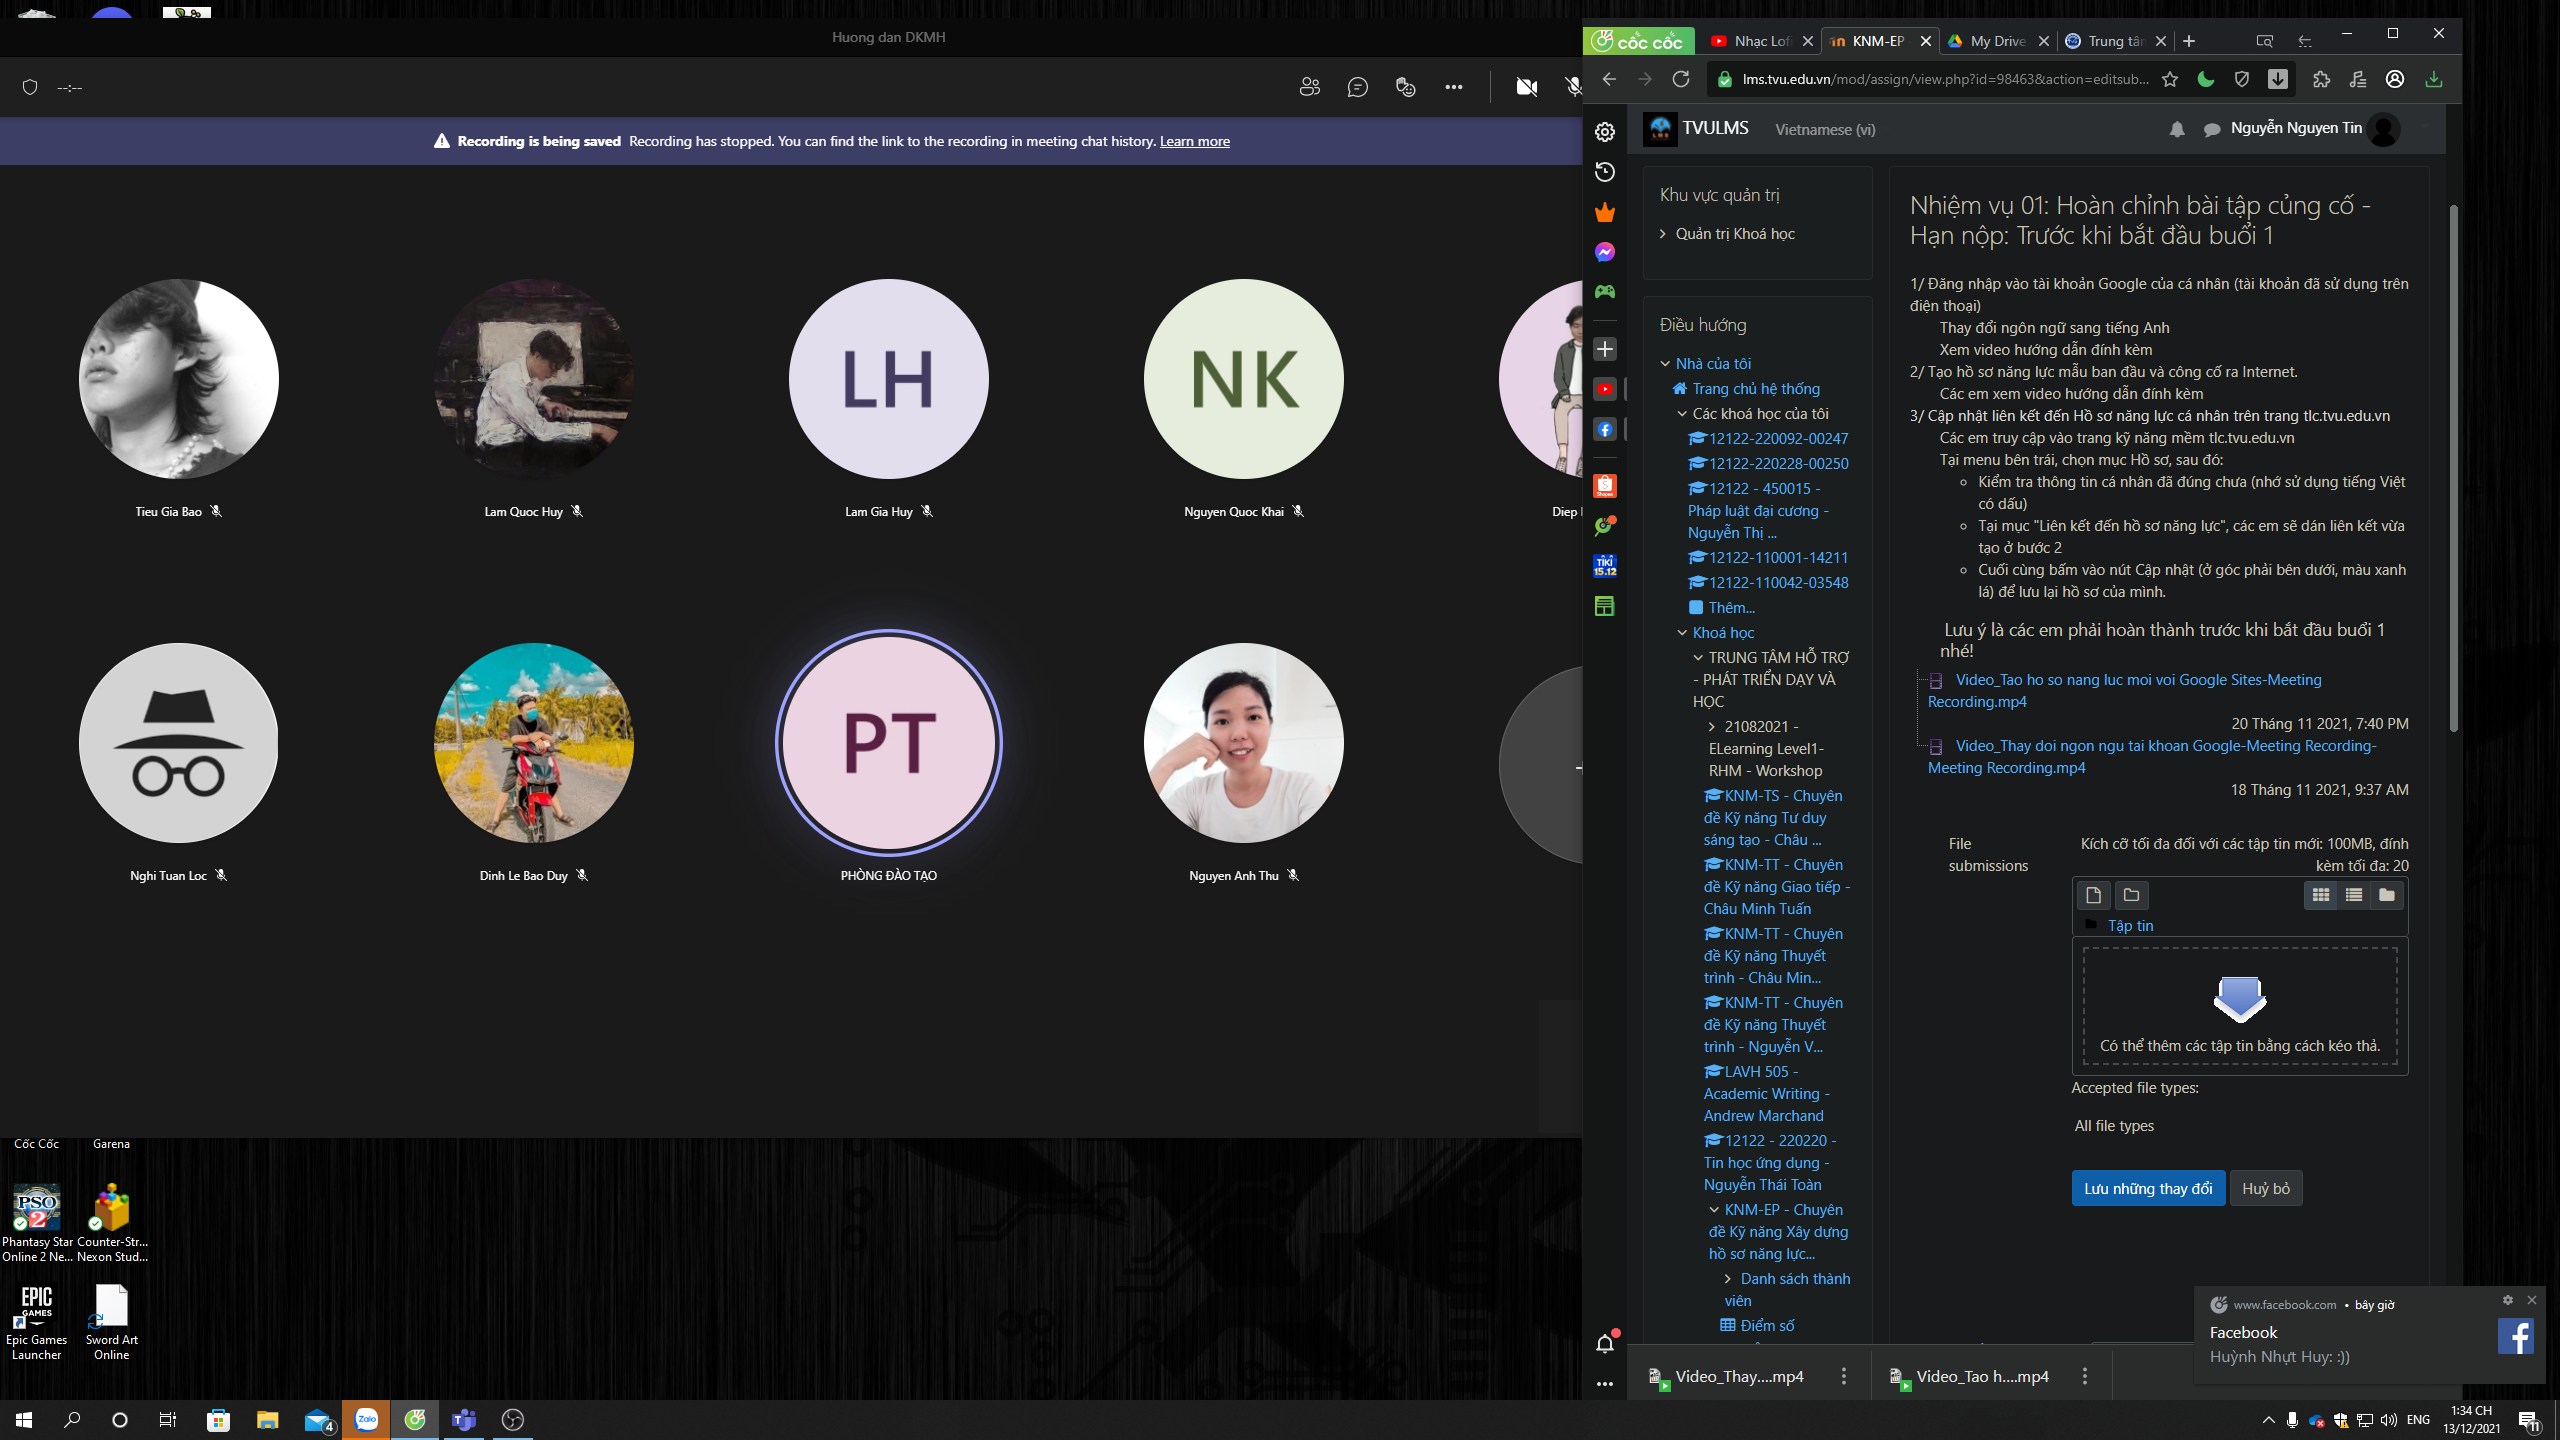 Huong dan DKMH
--:--
Recording is being saved Recording has stopped. You can find the link to the recording in meeting chat history. Learn more
LH
NK
Tieu Gia Bao
Lam Quoc Huy
Lam Gia Huy
Nguyen Quoc Khai
Diep
PT
Nghi Tuan Loc
Dinh Le Bao Duy
PHÒNG ĐÀO TẠO
Nguyen Anh Thu
Cốc Cốc
Garena
PSO
2
Phantasy Star
Online 2 Ne...
Counter-Str...
Nexon Stud...
EPIC
GAMES
Epic Games
Launcher
Sword Art
Online
cốc cốc
Nhạc Lof
KNM-EP
My Drive
Trung tân
lms.tvu.edu.vn/mod/assign/view.php?id=98463&action=editsub...
LMS
TVULMS
Vietnamese (vi)
Nguyễn Nguyen Tin
Khu vực quản trị
Quản trị Khoá học
Điều hướng
Nhà của tôi
Trang chủ hệ thống
Các khoá học của tôi
12122-220092-00247
12122-220228-00250
12122 - 450015 -
Pháp luật đại cương -
Nguyễn Thị ...
12122-110001-14211
12122-110042-03548
Thêm...
Khoá học
TRUNG TÂM HỖ TRỢ
- PHÁT TRIỂN DẠY VÀ
HỌC
21082021 -
ELearning Level1-
RHM - Workshop
KNM-TS - Chuyên
đề Kỹ năng Tư duy
sáng tạo - Châu ...
KNM-TT - Chuyên
đề Kỹ năng Giao tiếp -
Châu Minh Tuấn
KNM-TT - Chuyên
đề Kỹ năng Thuyết
trình - Châu Min...
KNM-TT - Chuyên
đề Kỹ năng Thuyết
trình - Nguyễn V...
LAVH 505 -
Academic Writing -
Andrew Marchand
12122 - 220220 -
Tin học ứng dụng -
Nguyễn Thái Toàn
KNM-EP - Chuyên
đề Kỹ năng Xây dựng
hồ sơ năng lực...
Danh sách thành
viên
Điểm số
Nhiệm vụ 01: Hoàn chỉnh bài tập củng cố -
Hạn nộp: Trước khi bắt đầu buổi 1
1/ Đăng nhập vào tài khoản Google của cá nhân (tài khoản đã sử dụng trên
điện thoại)
Thay đổi ngôn ngữ sang tiếng Anh
Xem video hướng dẫn đính kèm
2/ Tạo hồ sơ năng lực mẫu ban đầu và công cố ra Internet.
Các em xem video hướng dẫn đính kèm
3/ Cập nhật liên kết đến Hồ sơ năng lực cá nhân trên trang tlc.tvu.edu.vn
Các em truy cập vào trang kỹ năng mềm tlc.tvu.edu.vn
Tại menu bên trái, chọn mục Hồ sơ, sau đó:
Kiểm tra thông tin cá nhân đã đúng chưa (nhớ sử dụng tiếng Việt
có dấu)
Tại mục "Liên kết đến hồ sơ năng lực", các em sẽ dán liên kết vừa
tạo ở bước 2
Cuối cùng bấm vào nút Cập nhật (ở góc phải bên dưới, màu xanh
lá) để lưu lại hồ sơ của mình.
Lưu ý là các em phải hoàn thành trước khi bắt đầu buổi 1
nhé!
Video_Tao ho so nang luc moi voi Google Sites-Meeting
Recording.mp4
20 Tháng 11 2021, 7:40 PM
Video_Thay doi ngon ngu tai khoan Google-Meeting Recording-
Meeting Recording.mp4
18 Tháng 11 2021, 9:37 AM
File
submissions
Kích cỡ tối đa đối với các tập tin mới: 100MB, đính
kèm tối đa: 20
Tập tin
Có thể thêm các tập tin bằng cách kéo thả.
Accepted file types:
All file types
Lưu những thay đổi
Huỷ bỏ
Shopee
TIKI
15.12
www.facebook.com • bây giờ
Facebook
Huỳnh Nhựt Huy: :))
Video_Thay....mp4
Video_Tao h....mp4
4
Zalo
ENG
1:34 CH
13/12/2021
11